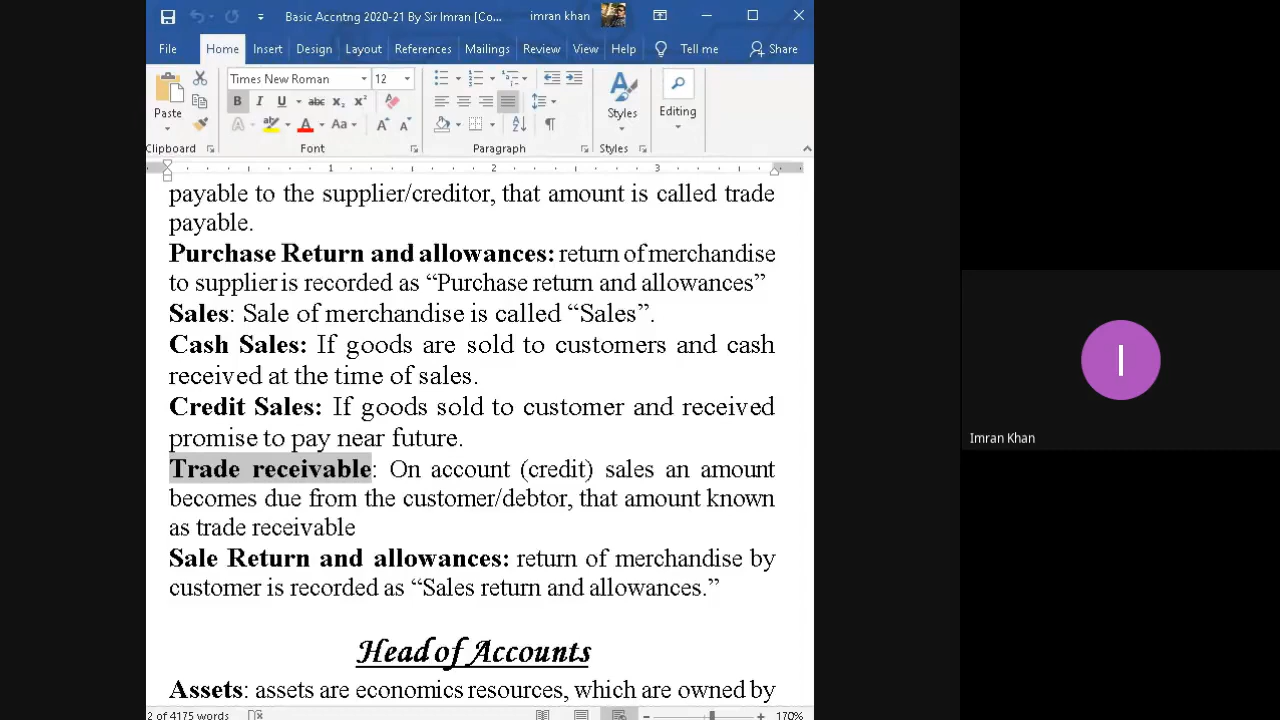 Basic Accntng 2020-21 By Sir Imran [Co... imran khan
File Home Insert Design Layout References Mailings Review View Help Tell me Share
Times New Roman 12
B I U abc x₂ x²
A aby A Aa A A
Paste Styles Editing
Clipboard Font Paragraph Styles
1 2 3
payable to the supplier/creditor, that amount is called trade
payable.
Purchase Return and allowances: return of merchandise
to supplier is recorded as “Purchase return and allowances”
Sales: Sale of merchandise is called “Sales”.
Cash Sales: If goods are sold to customers and cash
received at the time of sales.
Credit Sales: If goods sold to customer and received
promise to pay near future.
Trade receivable: On account (credit) sales an amount
becomes due from the customer/debtor, that amount known
as trade receivable
Sale Return and allowances: return of merchandise by
customer is recorded as “Sales return and allowances.”
Head of Accounts
Assets: assets are economics resources, which are owned by
2 of 4175 words 170%
I
Imran Khan